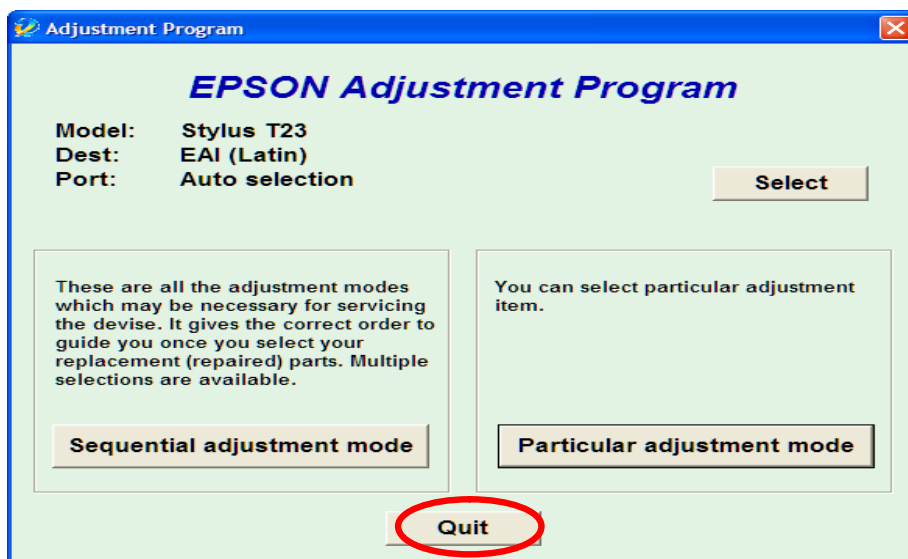 Adjustment Program
EPSON Adjustment Program
Model: Stylus T23
Dest: EAI (Latin)
Port: Auto selection
Select
These are all the adjustment modes
which may be necessary for servicing
the devise. It gives the correct order to
guide you once you select your
replacement (repaired) parts. Multiple
selections are available.
Sequential adjustment mode
You can select particular adjustment
item.
Particular adjustment mode
Quit